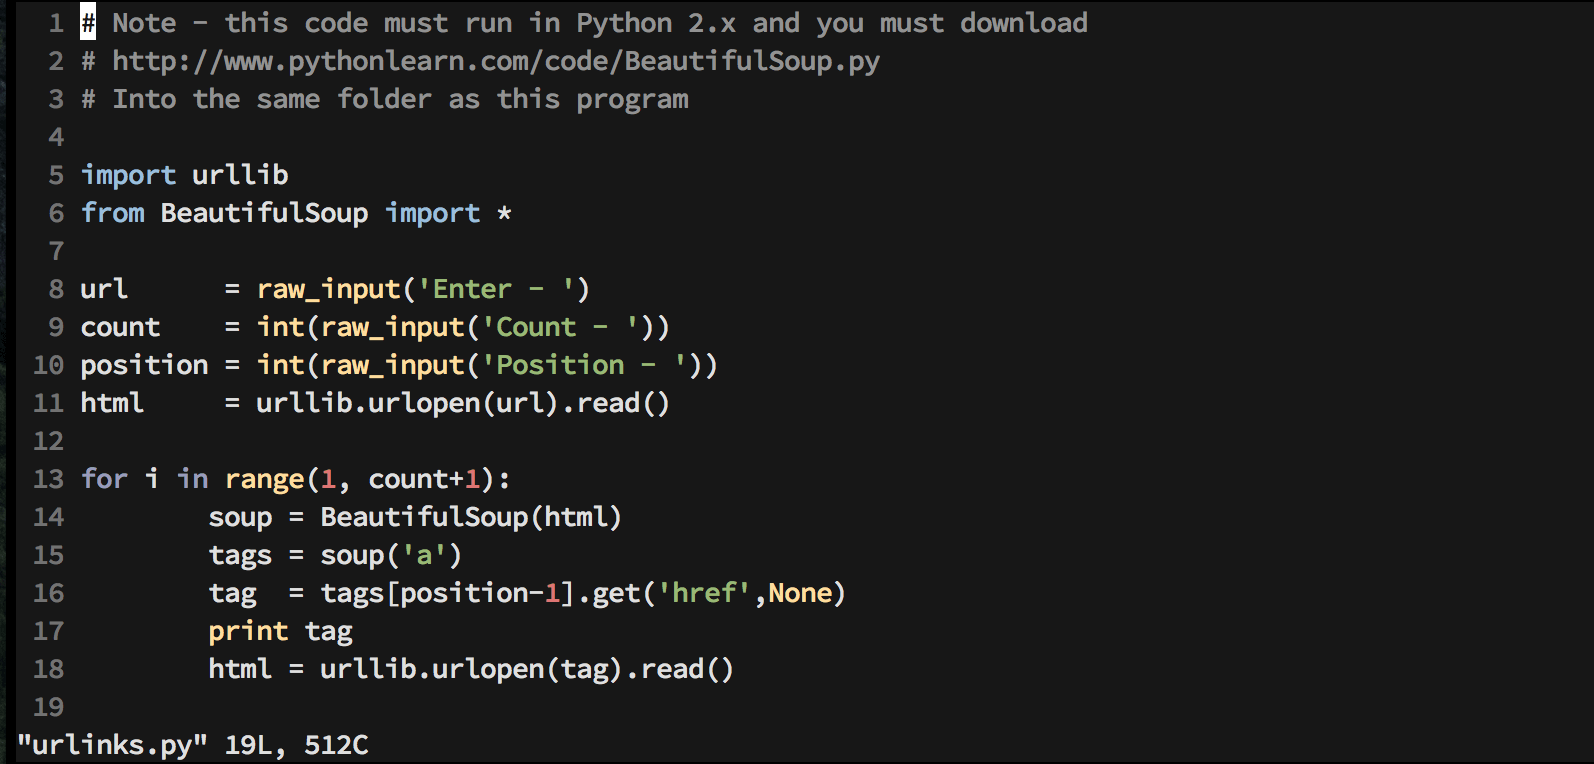 1 # Note - this code must run in Python 2.x and you must download
2 # http://www.pythonlearn.com/code/BeautifulSoup.py
3 # Into the same folder as this program
4
5 import urllib
6 from BeautifulSoup import *
7
8 url      = raw_input('Enter - ')
9 count    = int(raw_input('Count - '))
10 position = int(raw_input('Position - '))
11 html     = urllib.urlopen(url).read()
12
13 for i in range(1, count+1):
14         soup = BeautifulSoup(html)
15         tags = soup('a')
16         tag  = tags[position-1].get('href',None)
17         print tag
18         html = urllib.urlopen(tag).read()
19
"urlinks.py" 19L, 512C